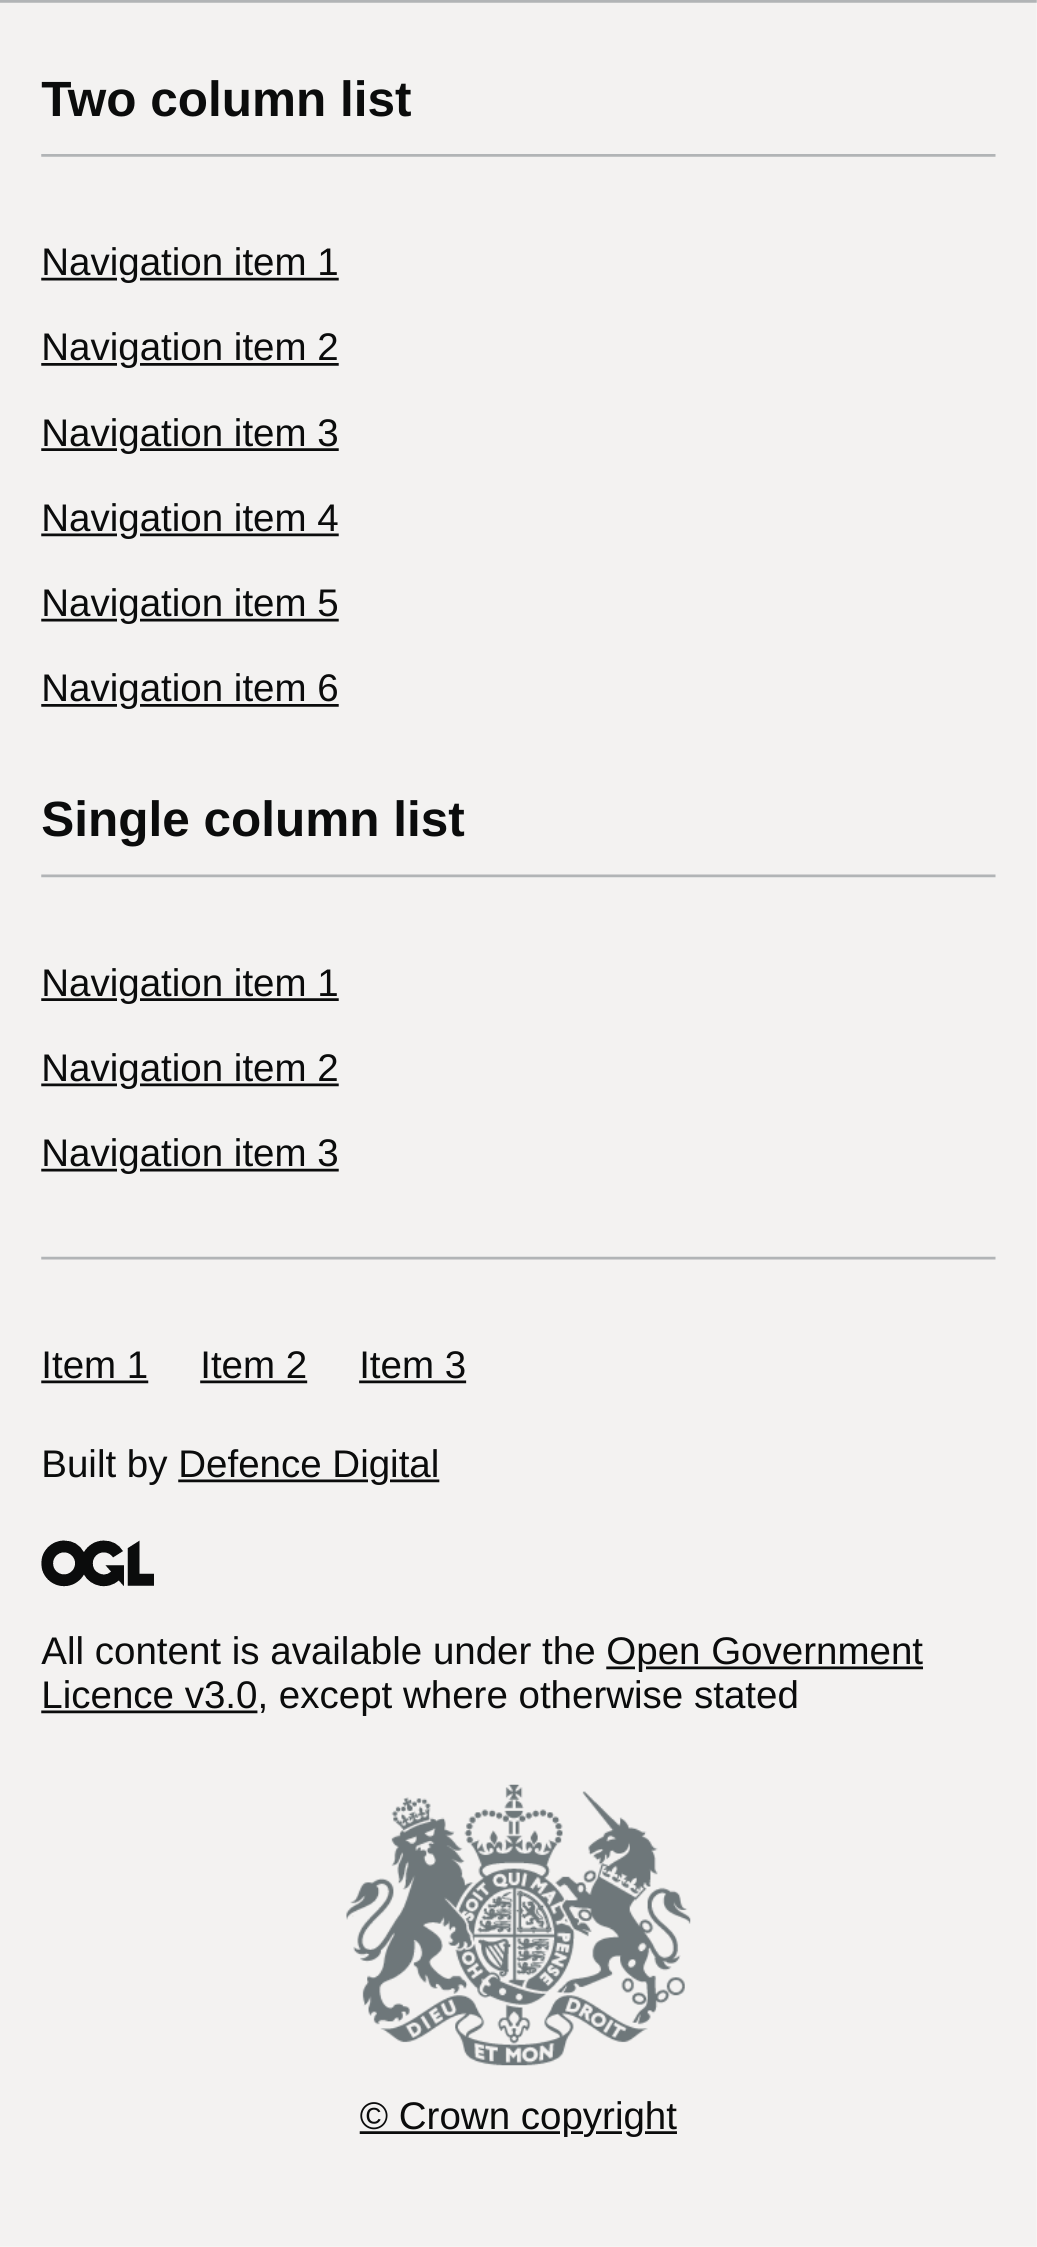 Two column list
Navigation item 1
Navigation item 2
Navigation item 3
Navigation item 4
Navigation item 5
Navigation item 6
Single column list
Navigation item 1
Navigation item 2
Navigation item 3
Item 1 Item 2 Item 3
Built by Defence Digital
OGL
All content is available under the Open Government
Licence v3.0, except where otherwise stated
SOIT QUI MAL Y PENSE
HO
DIEU ET MON DROIT
© Crown copyright